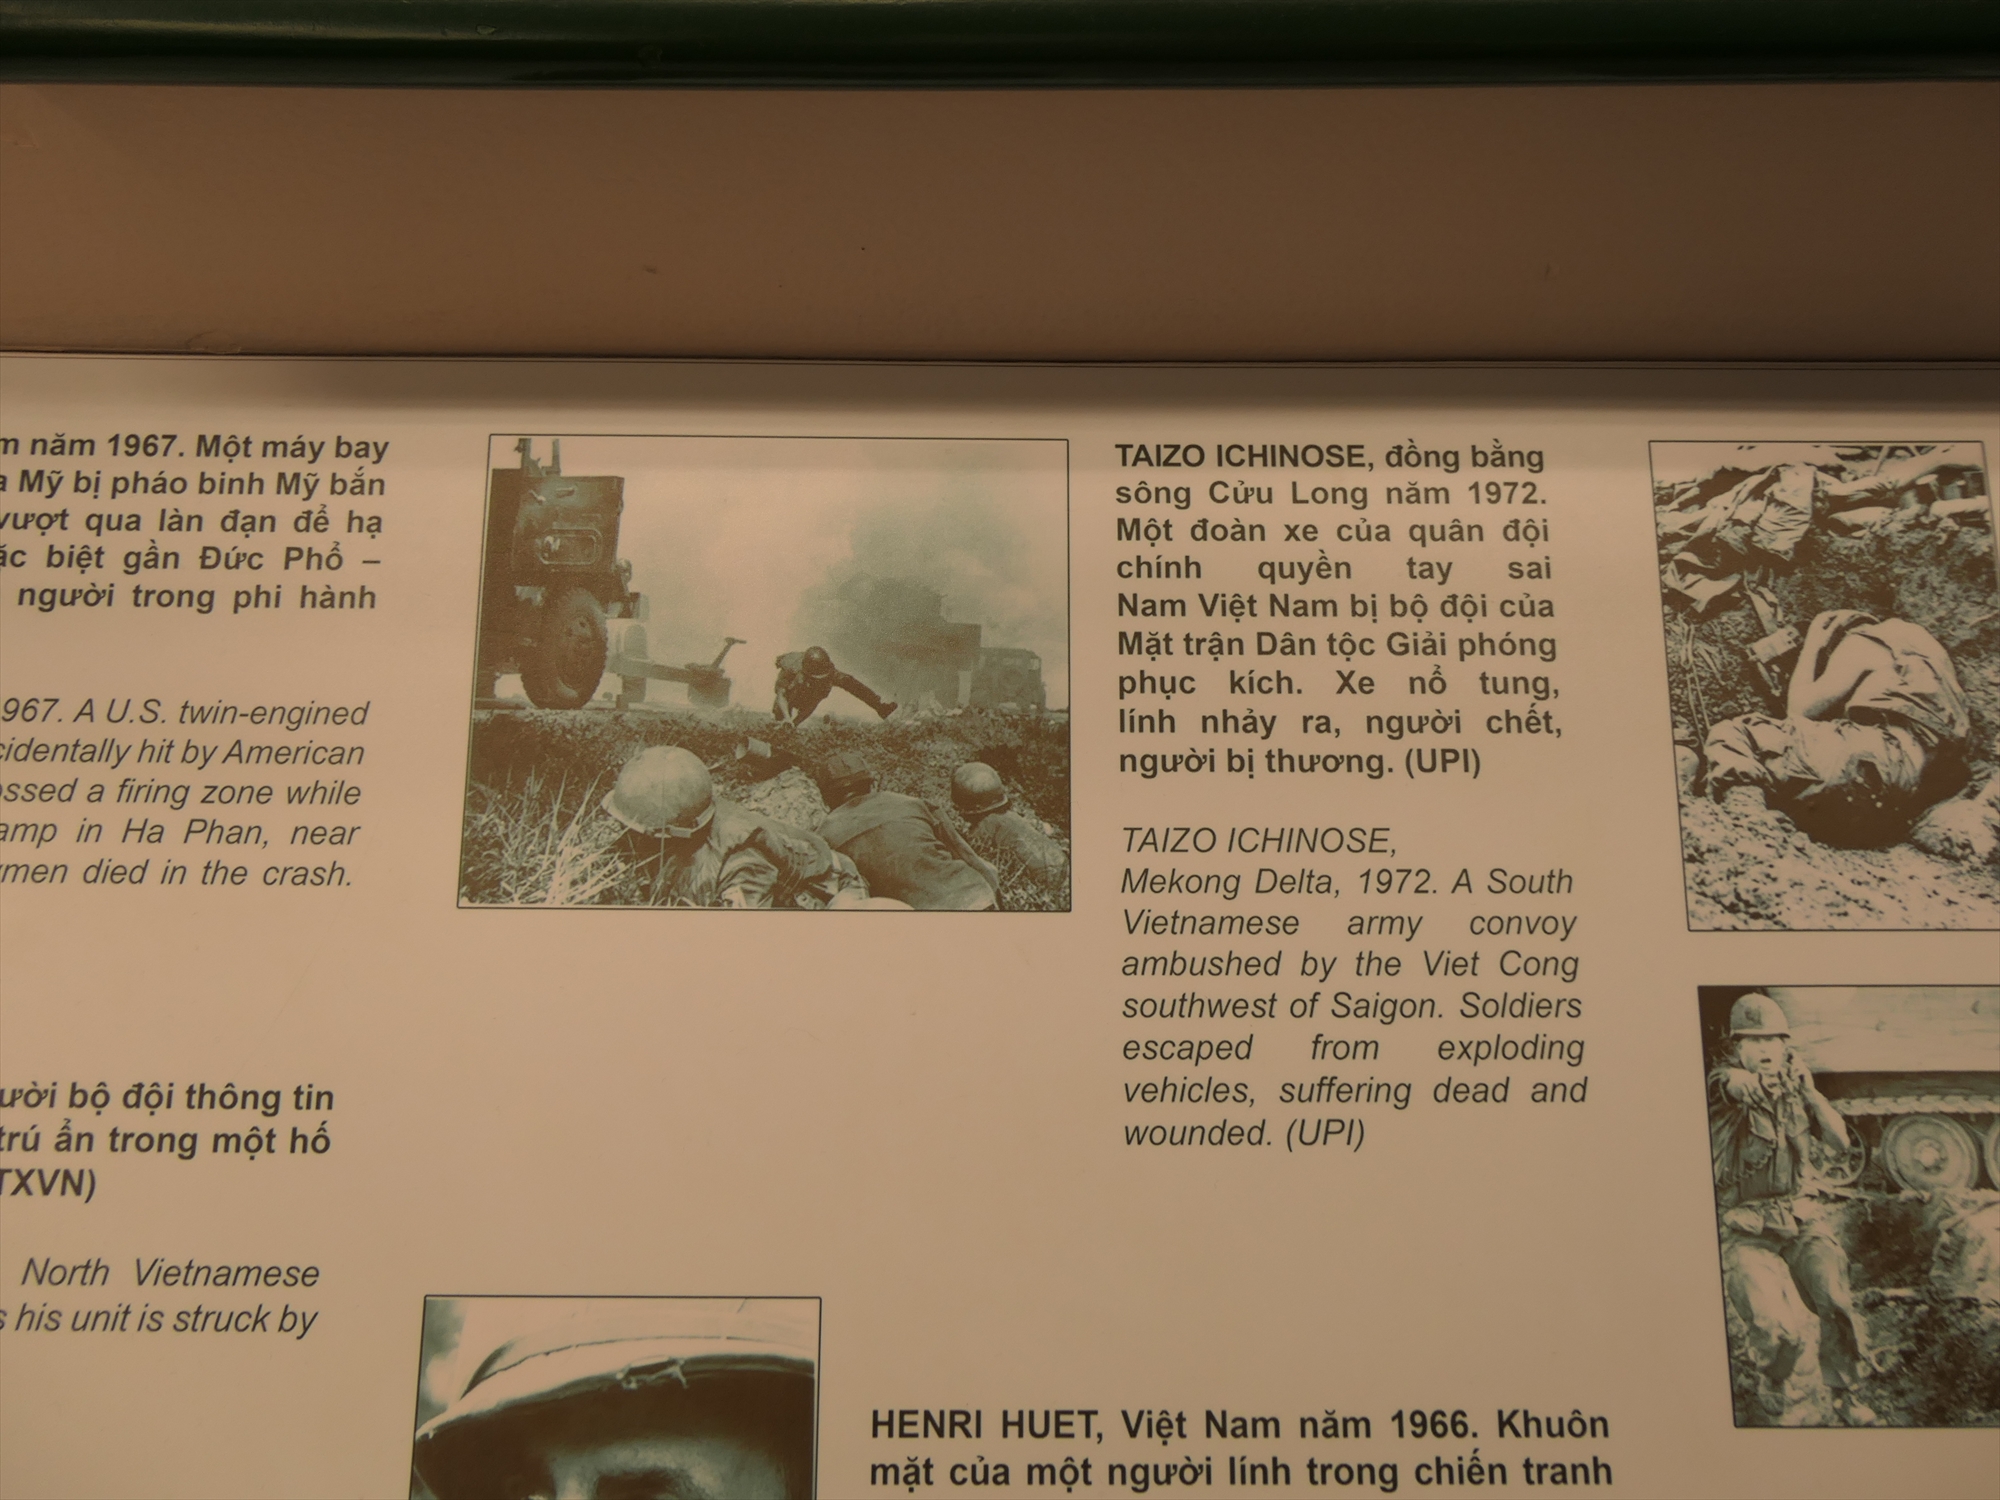 m năm 1967. Một máy bay
a Mỹ bị pháo binh Mỹ bắn
vượt qua làn đạn để hạ
ặc biệt gần Đức Phổ –
người trong phi hành
967. A U.S. twin-engined
cidentally hit by American
ossed a firing zone while
amp in Ha Phan, near
wmen died in the crash.
ười bộ đội thông tin
trú ẩn trong một hố
TXVN)
North Vietnamese
s his unit is struck by
TAIZO ICHINOSE, đồng bằng
sông Cửu Long năm 1972.
Một đoàn xe của quân đội
chính quyền tay sai
Nam Việt Nam bị bộ đội của
Mặt trận Dân tộc Giải phóng
phục kích. Xe nổ tung,
lính nhảy ra, người chết,
người bị thương. (UPI)
TAIZO ICHINOSE,
Mekong Delta, 1972. A South
Vietnamese army convoy
ambushed by the Viet Cong
southwest of Saigon. Soldiers
escaped from exploding
vehicles, suffering dead and
wounded. (UPI)
HENRI HUET, Việt Nam năm 1966. Khuôn
mặt của một người lính trong chiến tranh